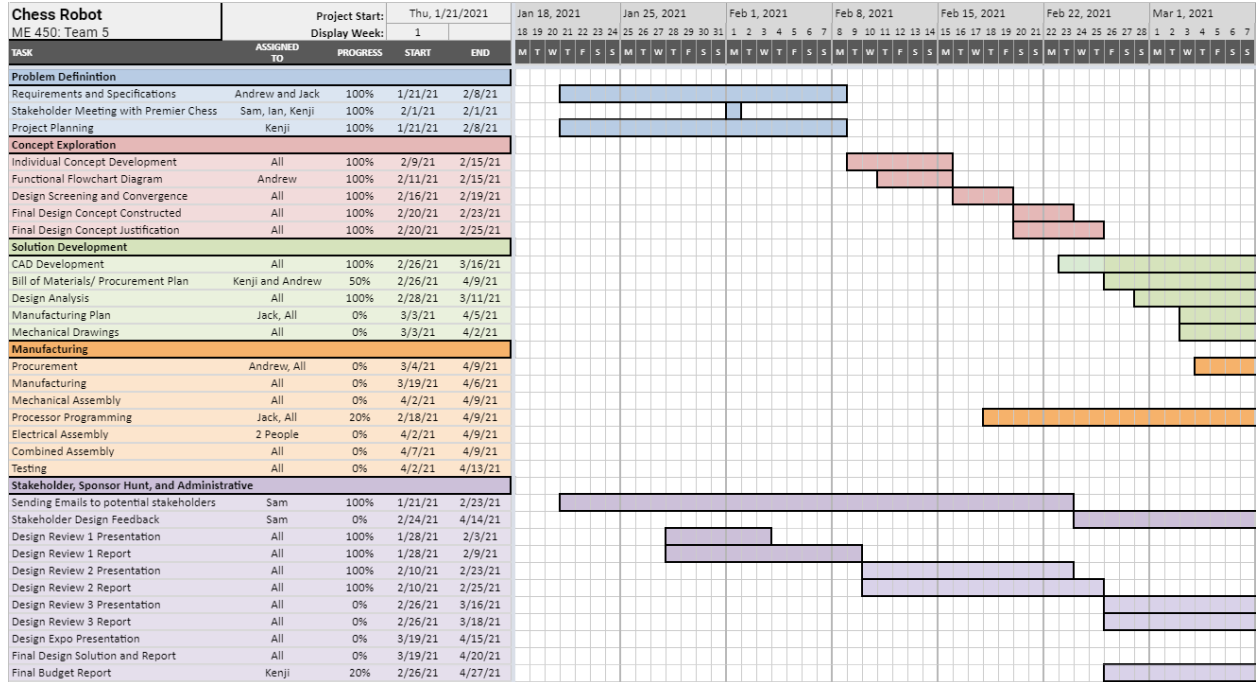 Chess Robot Project Start: Thu, 1/21/2021 Jan 18, 2021 Jan 25, 2021 Feb 1, 2021 Feb 8, 2021 Feb 15, 2021 Feb 22, 2021 Mar 1, 2021
ME 450: Team 5 Display Week: 1 18 19 20 21 22 23 24 25 26 27 28 29 30 31 1 2 3 4 5 6 7 8 9 10 11 12 13 14 15 16 17 18 19 20 21 22 23 24 25 26 27 28 1 2 3 4 5 6 7
TASK ASSIGNED TO PROGRESS START END M T W T F S S M T W T F S S M T W T F S S M T W T F S S M T W T F S S M T W T F S S M T W T F S S
Problem Definintion
Requirements and Specifications Andrew and Jack 100% 1/21/21 2/8/21
Stakeholder Meeting with Premier Chess Sam, Ian, Kenji 100% 2/1/21 2/1/21
Project Planning Kenji 100% 1/21/21 2/8/21
Concept Exploration
Individual Concept Development All 100% 2/9/21 2/15/21
Functional Flowchart Diagram Andrew 100% 2/11/21 2/15/21
Design Screening and Convergence All 100% 2/16/21 2/19/21
Final Design Concept Constructed All 100% 2/20/21 2/23/21
Final Design Concept Justification All 100% 2/20/21 2/25/21
Solution Development
CAD Development All 100% 2/26/21 3/16/21
Bill of Materials/ Procurement Plan Kenji and Andrew 50% 2/26/21 4/9/21
Design Analysis All 100% 2/28/21 3/11/21
Manufacturing Plan Jack, All 0% 3/3/21 4/5/21
Mechanical Drawings All 0% 3/3/21 4/2/21
Manufacturing
Procurement Andrew, All 0% 3/4/21 4/9/21
Manufacturing All 0% 3/19/21 4/6/21
Mechanical Assembly All 0% 4/2/21 4/9/21
Processor Programming Jack, All 20% 2/18/21 4/9/21
Electrical Assembly 2 People 0% 4/2/21 4/9/21
Combined Assembly All 0% 4/7/21 4/9/21
Testing All 0% 4/2/21 4/13/21
Stakeholder, Sponsor Hunt, and Administrative
Sending Emails to potential stakeholders Sam 100% 1/21/21 2/23/21
Stakeholder Design Feedback Sam 0% 2/24/21 4/14/21
Design Review 1 Presentation All 100% 1/28/21 2/3/21
Design Review 1 Report All 100% 1/28/21 2/9/21
Design Review 2 Presentation All 100% 2/10/21 2/23/21
Design Review 2 Report All 100% 2/10/21 2/25/21
Design Review 3 Presentation All 0% 2/26/21 3/16/21
Design Review 3 Report All 0% 2/26/21 3/18/21
Design Expo Presentation All 0% 3/19/21 4/15/21
Final Design Solution and Report All 0% 3/19/21 4/20/21
Final Budget Report Kenji 20% 2/26/21 4/27/21